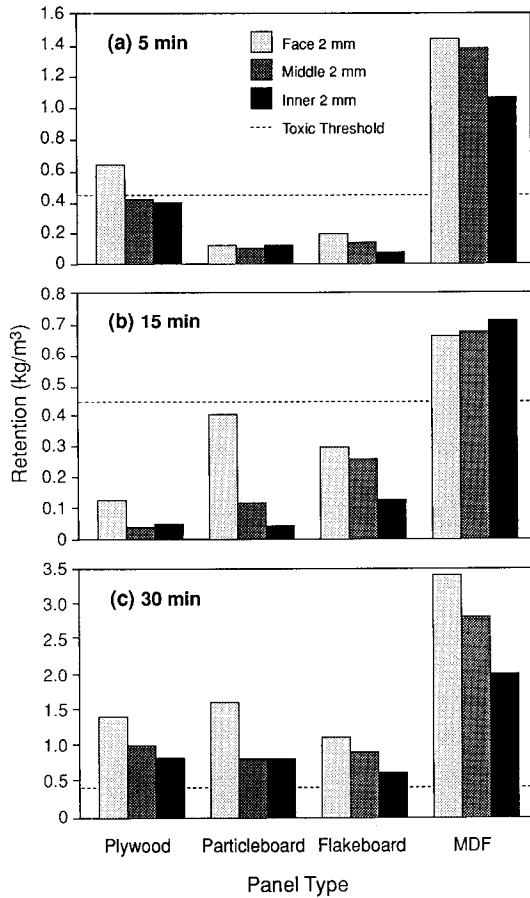 (a) 5 min
Face 2 mm
Middle 2 mm
Inner 2 mm
Toxic Threshold
1.6
1.4
1.2
1.0
0.8
0.6
0.4
0.2
0
(b) 15 min
0.8
0.7
0.6
0.5
0.4
0.3
0.2
0.1
0
Retention (kg/m³)
(c) 30 min
3.5
3.0
2.5
2.0
1.5
1.0
0.5
0
Plywood Particleboard Flakeboard MDF
Panel Type